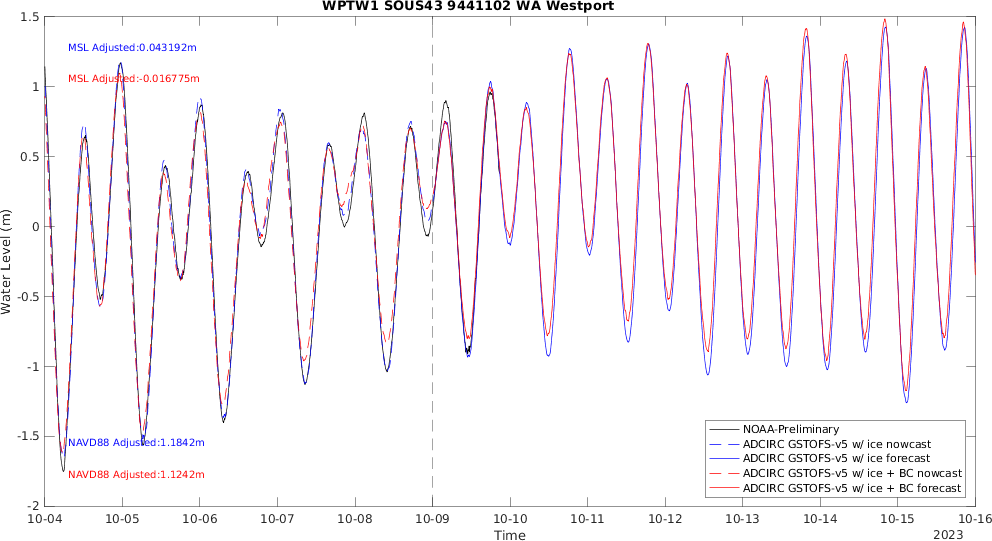 WPTW1 SOUS43 9441102 WA Westport
1.5
MSL Adjusted:0.043192m
MSL Adjusted:-0.016775m
1
0.5
0
Water Level (m)
-0.5
-1
-1.5
NAVD88 Adjusted:1.1842m
NAVD88 Adjusted:1.1242m
-2
NOAA-Preliminary
ADCIRC GSTOFS-v5 w/ ice nowcast
ADCIRC GSTOFS-v5 w/ ice forecast
ADCIRC GSTOFS-v5 w/ ice + BC nowcast
ADCIRC GSTOFS-v5 w/ ice + BC forecast
10-04 10-05 10-06 10-07 10-08 10-09 10-10 10-11 10-12 10-13 10-14 10-15 10-16
Time
2023